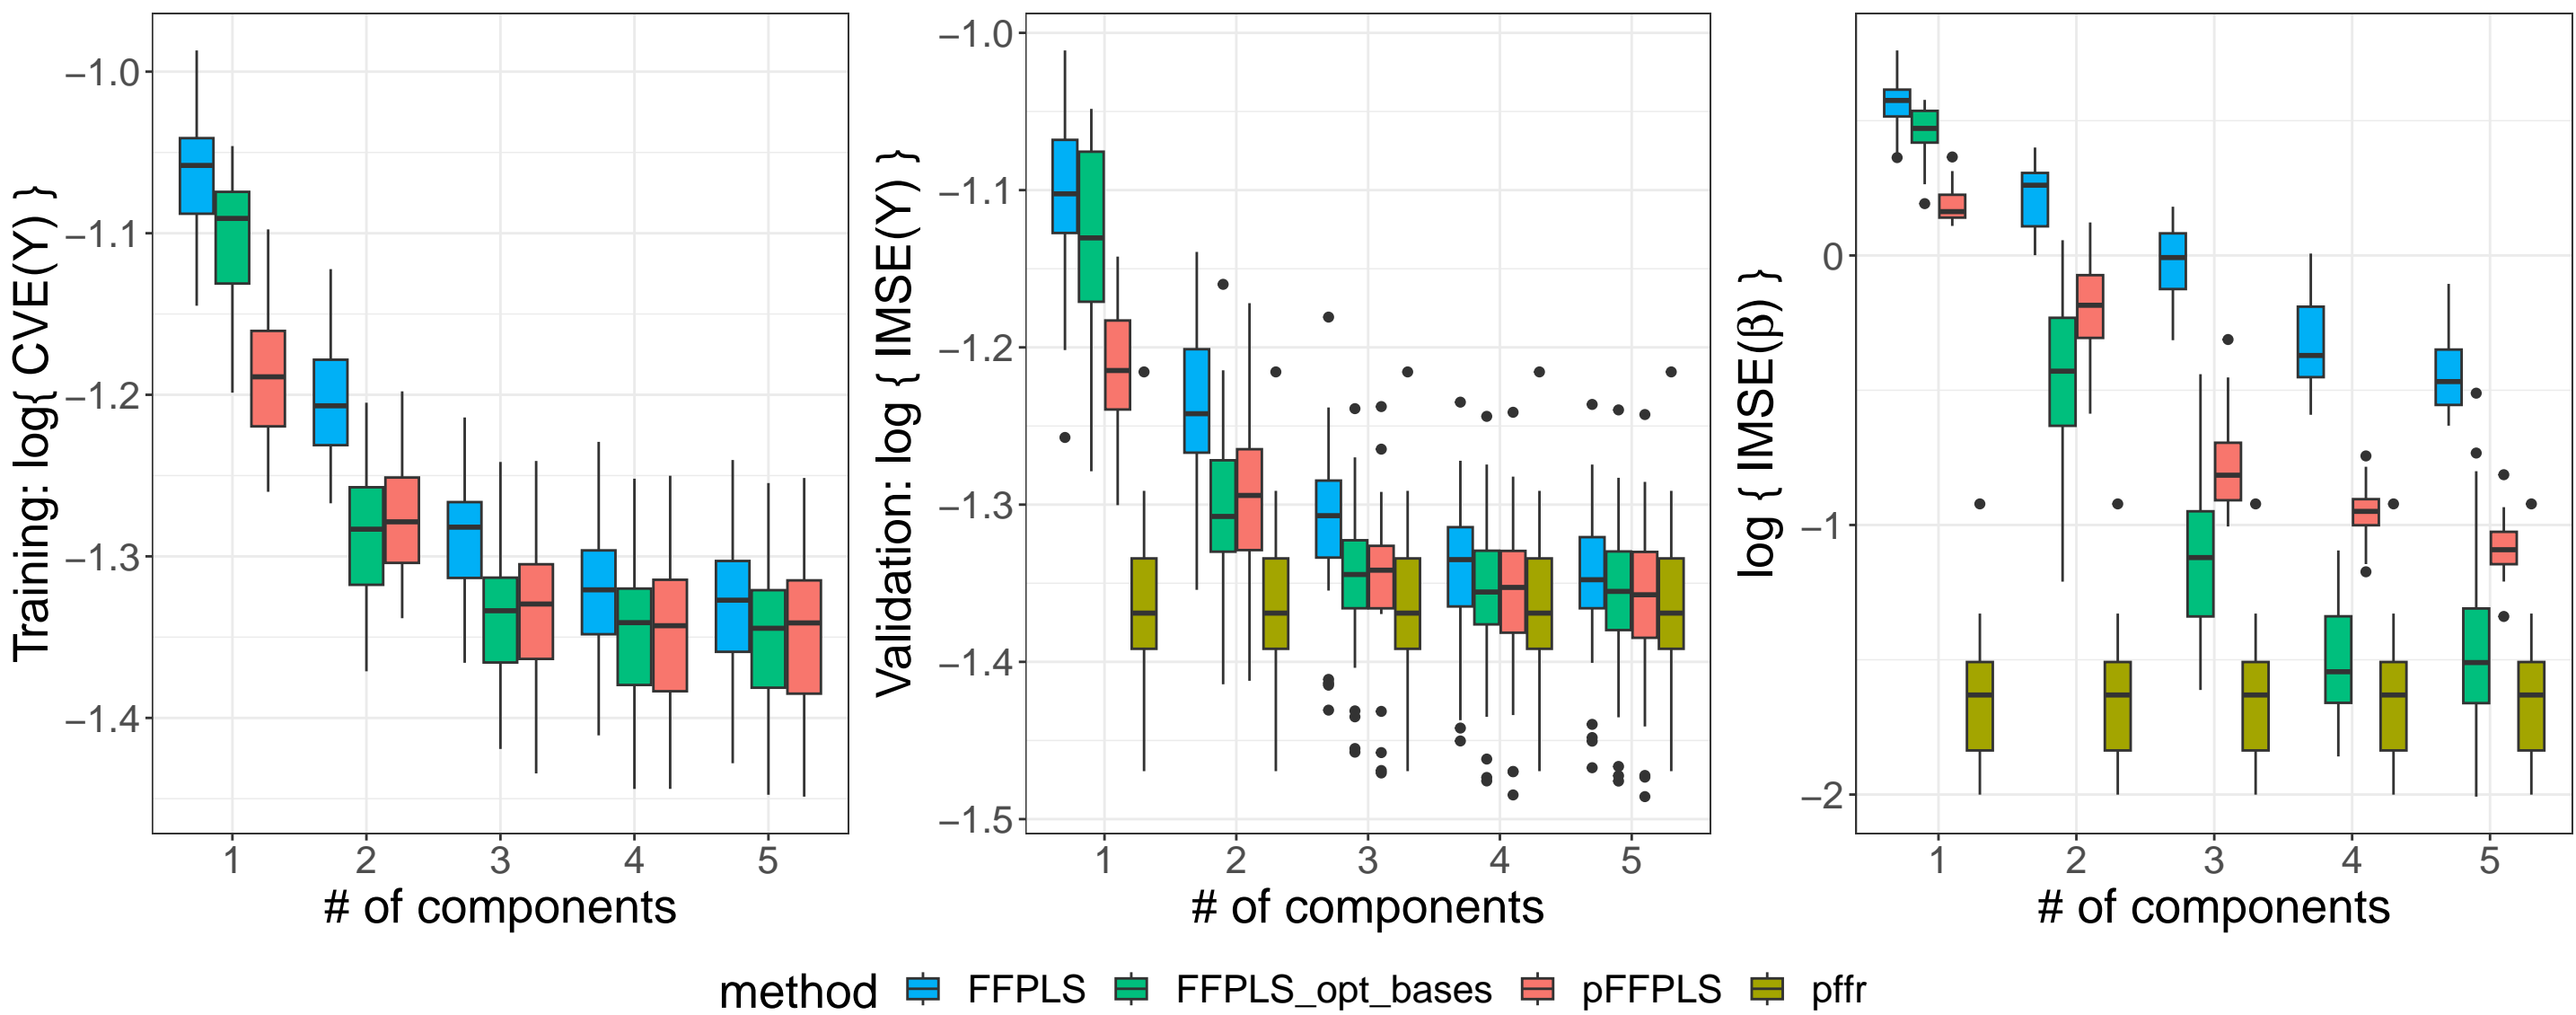 Training: log{ CVE(Y) }
−1.0
−1.1
−1.2
−1.3
−1.4
1 2 3 4 5
# of components
Validation: log { IMSE(Y) }
−1.0
−1.1
−1.2
−1.3
−1.4
−1.5
1 2 3 4 5
# of components
log { IMSE(β) }
0
−1
−2
1 2 3 4 5
# of components
method FFPLS FFPLS_opt_bases pFFPLS pffr